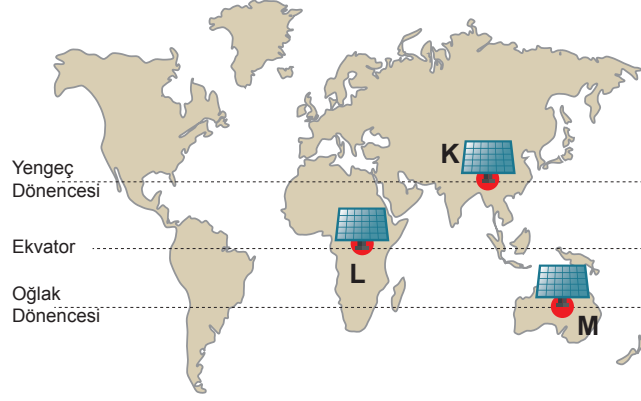 K
Yengeç
Dönencesi
Ekvator
L
Oğlak
Dönencesi
M